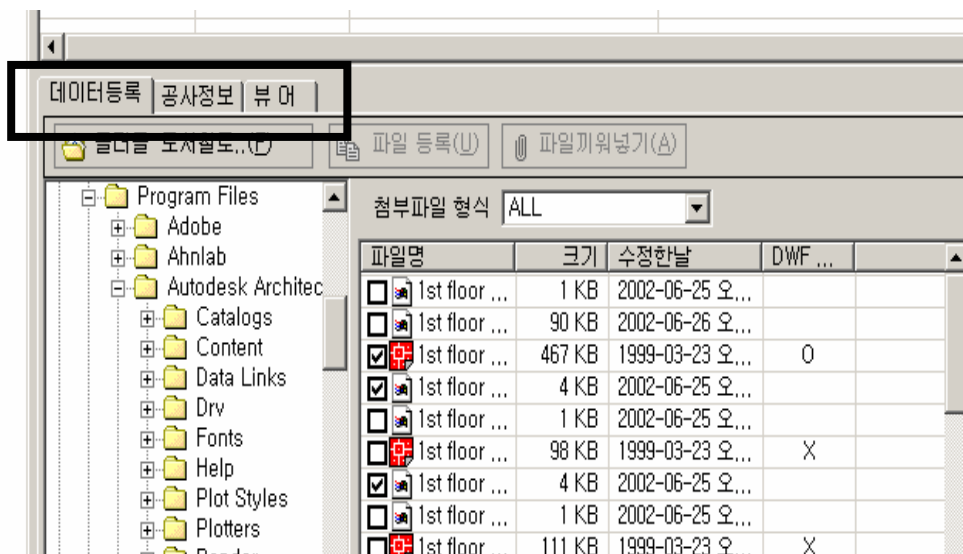 데이터등록 공사정보 뷰 어
파일 등록(U) 파일끼워넣기(A)
Program Files
Adobe
Ahnlab
Autodesk Architec
Catalogs
Content
Data Links
Drv
Fonts
Help
Plot Styles
Plotters
첨부파일 형식 ALL
파일명 크기 수정한날 DWF ...
1st floor ... 1 KB 2002-06-25 오...
1st floor ... 90 KB 2002-06-26 오...
1st floor ... 467 KB 1999-03-23 오... O
1st floor ... 4 KB 2002-06-25 오...
1st floor ... 1 KB 2002-06-25 오...
1st floor ... 98 KB 1999-03-23 오... X
1st floor ... 4 KB 2002-06-25 오...
1st floor ... 1 KB 2002-06-25 오...
1st floor ... 111 KB 1999-03-23 오... X